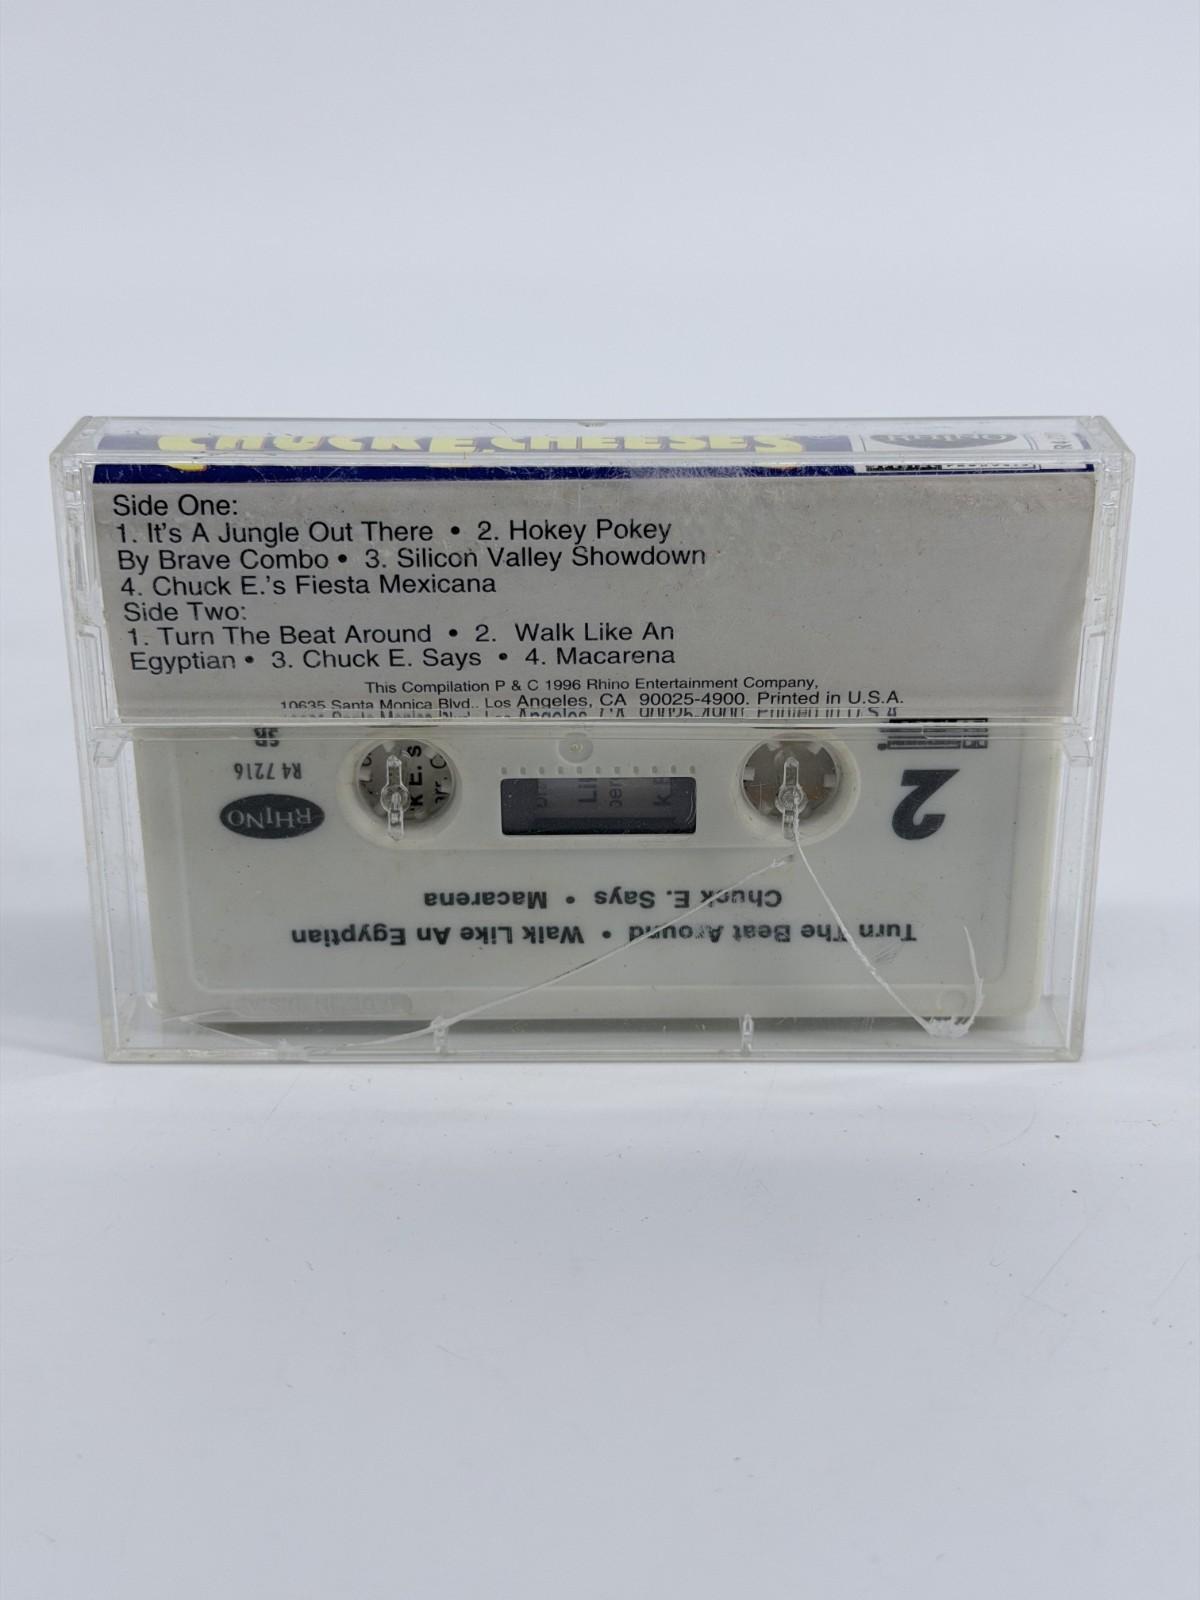 CHUCK E. CHEESE'S
RHINO
Side One:
1. It's A Jungle Out There • 2. Hokey Pokey
By Brave Combo • 3. Silicon Valley Showdown
4. Chuck E.'s Fiesta Mexicana
Side Two:
1. Turn The Beat Around • 2. Walk Like An
Egyptian • 3. Chuck E. Says • 4. Macarena
This Compilation P & C 1996 Rhino Entertainment Company,
10635 Santa Monica Blvd., Los Angeles, CA 90025-4900. Printed in U.S.A.
Turn The Beat Around • Walk Like An Egyptian
Chuck E. Says • Macarena
2
RHINO
R4 7216
SR